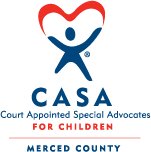 ®
CASA
Court Appointed Special Advocates
FOR CHILDREN
MERCED COUNTY